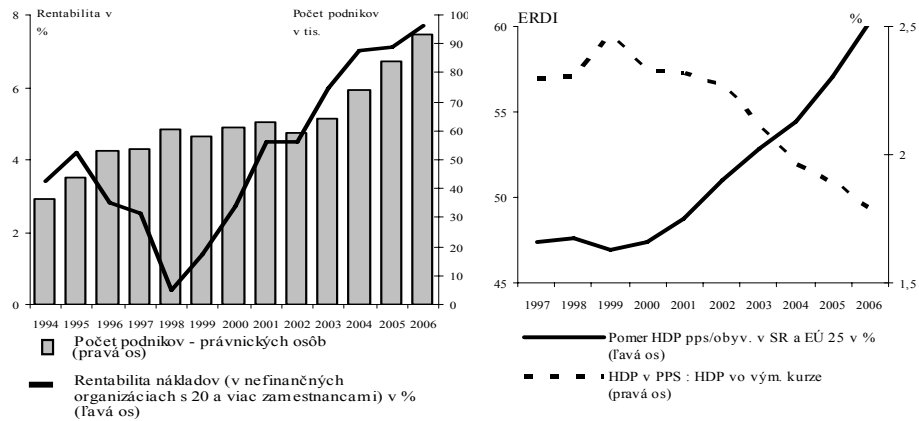 Rentabilita v
%
Počet podnikov
v tis.
8
6
4
2
0
100
90
80
70
60
50
40
30
20
10
0
1994 1995 1996 1997 1998 1999 2000 2001 2002 2003 2004 2005 2006
Počet podnikov - právnických osôb
(pravá os)
Rentabilita nákladov (v nefinančných
organizáciach s 20 a viac zamestnancami) v %
(ľavá os)
ERDI
%
60
55
50
45
2,5
2
1,5
1997 1998 1999 2000 2001 2002 2003 2004 2005 2006
Pomer HDP pps/obyv. v SR a EÚ 25 v %
(ľavá os)
HDP v PPS : HDP vo vým. kurze
(pravá os)